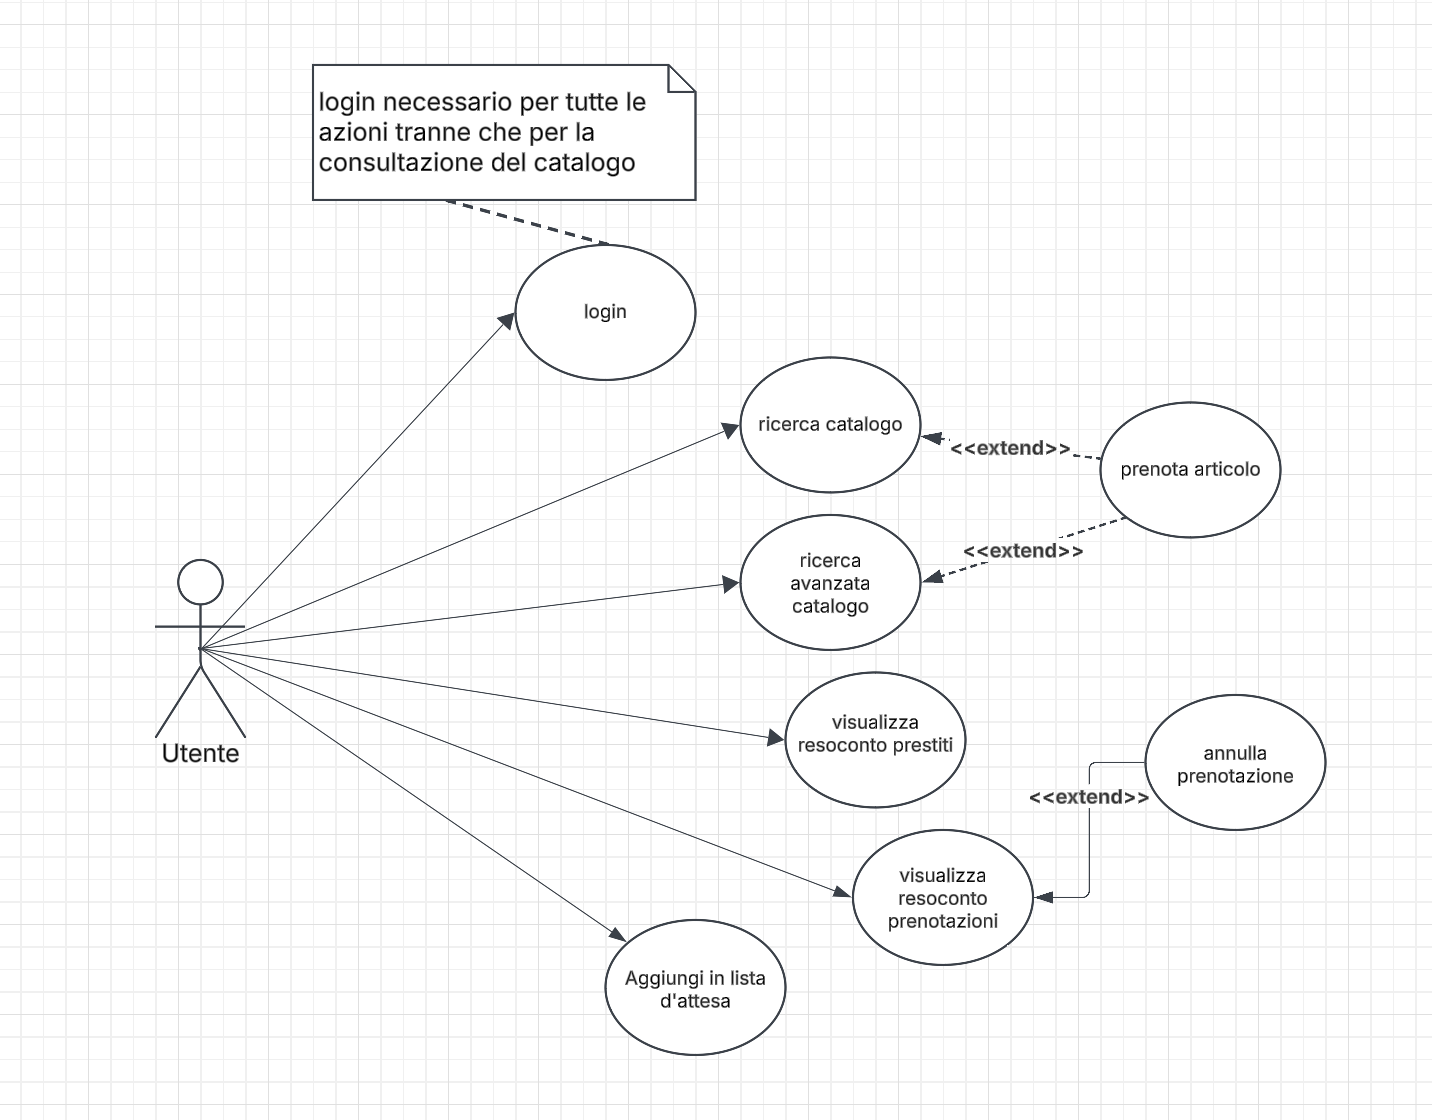 login necessario per tutte le
azioni tranne che per la
consultazione del catalogo
login
ricerca catalogo
<<extend>>
prenota articolo
ricerca
avanzata
catalogo
<<extend>>
Utente
visualizza
resoconto prestiti
annulla
prenotazione
<<extend>>
visualizza
resoconto
prenotazioni
Aggiungi in lista
d'attesa